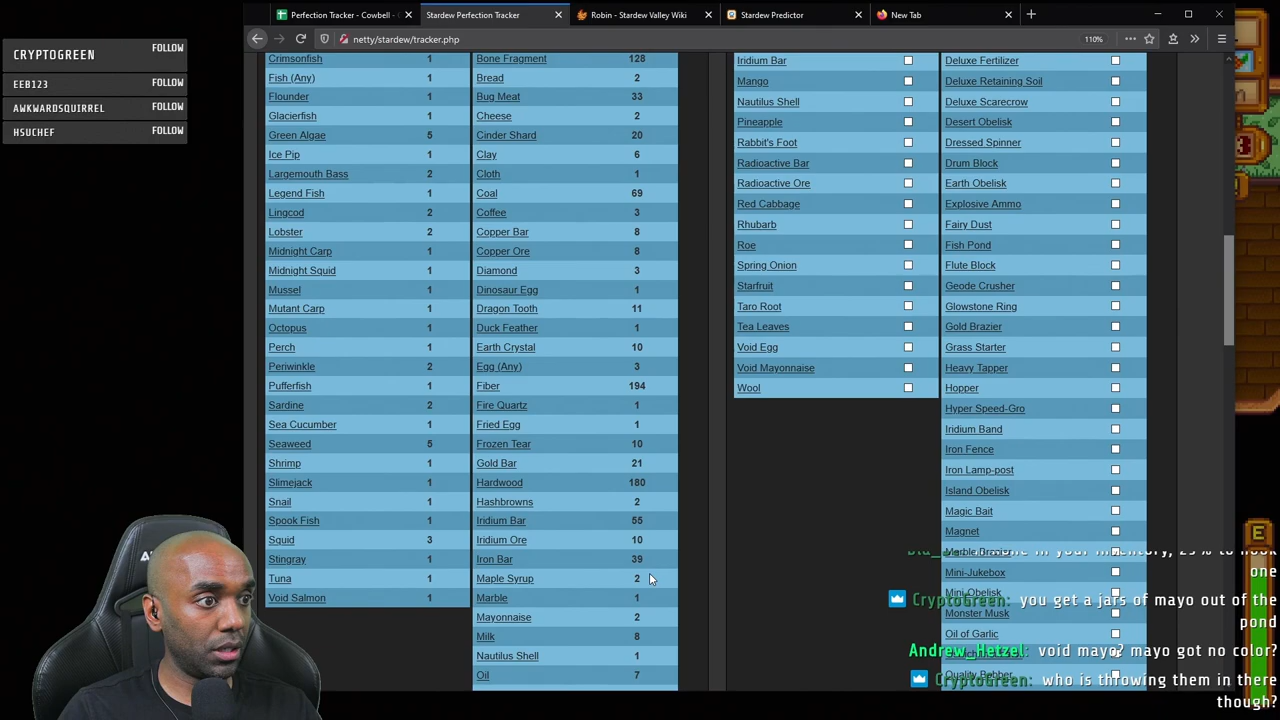 Perfection Tracker - Cowbell -
Stardew Perfection Tracker
Robin - Stardew Valley Wiki
Stardew Predictor
New Tab
netty/stardew/tracker.php
110%
CRYPTOGREEN FOLLOW
EEB123 FOLLOW
AWKWARDSQUIRREL FOLLOW
HSUCHEF FOLLOW
Crimsonfish 1
Fish (Any) 1
Flounder 1
Glacierfish 1
Green Algae 5
Ice Pip 1
Largemouth Bass 2
Legend Fish 1
Lingcod 2
Lobster 2
Midnight Carp 1
Midnight Squid 1
Mussel 1
Mutant Carp 1
Octopus 1
Perch 1
Periwinkle 2
Pufferfish 1
Sardine 2
Sea Cucumber 1
Seaweed 5
Shrimp 1
Slimejack 1
Snail 1
Spook Fish 1
Squid 3
Stingray 1
Tuna 1
Void Salmon 1
Bone Fragment 128
Bread 2
Bug Meat 33
Cheese 2
Cinder Shard 20
Clay 6
Cloth 1
Coal 69
Coffee 3
Copper Bar 8
Copper Ore 8
Diamond 3
Dinosaur Egg 1
Dragon Tooth 11
Duck Feather 1
Earth Crystal 10
Egg (Any) 3
Fiber 194
Fire Quartz 1
Fried Egg 1
Frozen Tear 10
Gold Bar 21
Hardwood 180
Hashbrowns 2
Iridium Bar 55
Iridium Ore 10
Iron Bar 39
Maple Syrup 2
Marble 1
Mayonnaise 2
Milk 8
Nautilus Shell 1
Oil 7
Iridium Bar
Mango
Nautilus Shell
Pineapple
Rabbit's Foot
Radioactive Bar
Radioactive Ore
Red Cabbage
Rhubarb
Roe
Spring Onion
Starfruit
Taro Root
Tea Leaves
Void Egg
Void Mayonnaise
Wool
Deluxe Fertilizer
Deluxe Retaining Soil
Deluxe Scarecrow
Desert Obelisk
Dressed Spinner
Drum Block
Earth Obelisk
Explosive Ammo
Fairy Dust
Fish Pond
Flute Block
Geode Crusher
Glowstone Ring
Gold Brazier
Grass Starter
Heavy Tapper
Hopper
Hyper Speed-Gro
Iridium Band
Iron Fence
Iron Lamp-post
Island Obelisk
Magic Bait
Magnet
Mini-Jukebox
Mini-Obelisk
Monster Musk
Oil of Garlic
in your inventory, 25% to hook
one
CryptoGreen: you get a jars of mayo out of the
pond
Andrew_Hetzel: void mayo? mayo got no color?
CryptoGreen: who is throwing them in there
though?
E